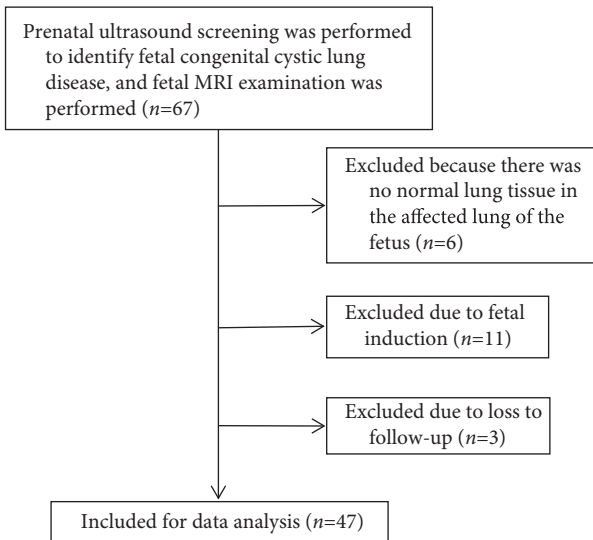 Prenatal ultrasound screening was performed
to identify fetal congenital cystic lung
disease, and fetal MRI examination was
performed (n=67)
Excluded because there was
no normal lung tissue in
the affected lung of the
fetus (n=6)
Excluded due to fetal
induction (n=11)
Excluded due to loss to
follow-up (n=3)
Included for data analysis (n=47)